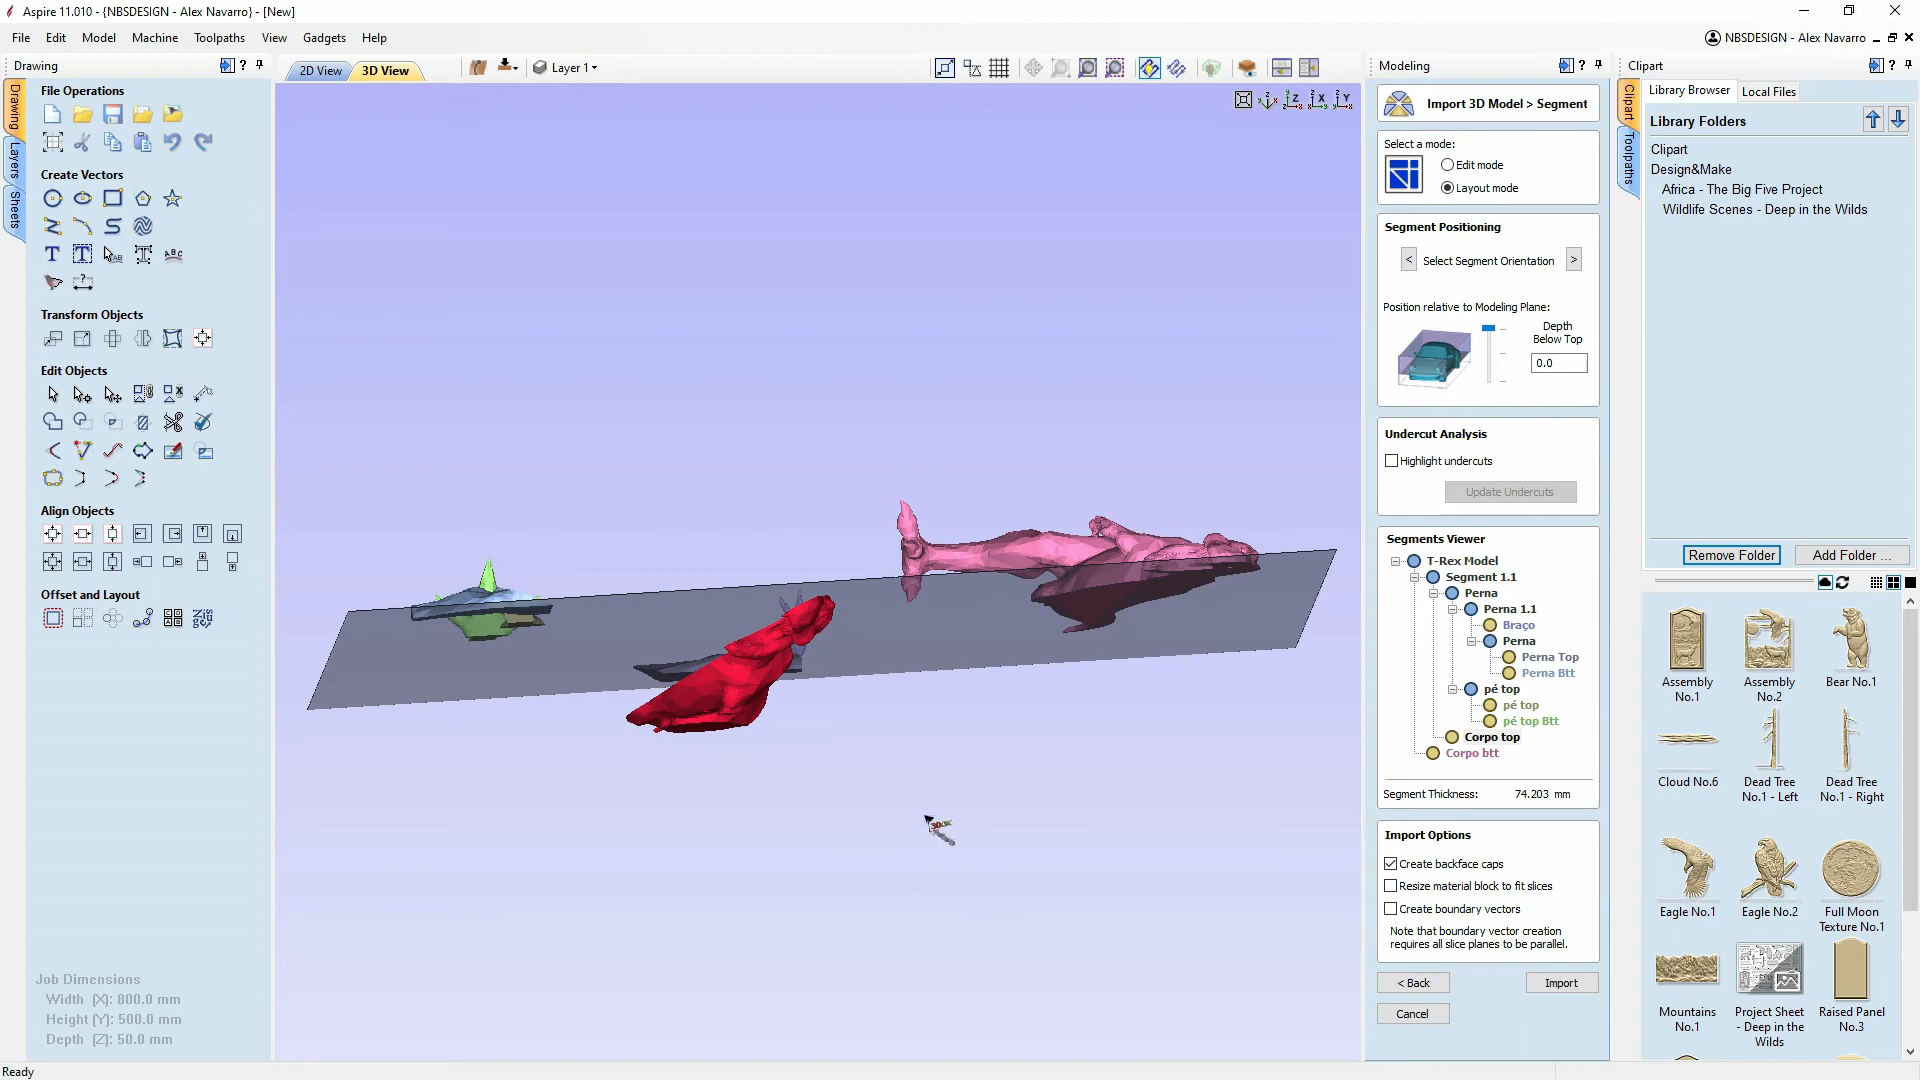 Aspire 11.010 - {NBSDESIGN - Alex Navarro} - [New]
File Edit Model Machine Toolpaths View Gadgets Help
NBSDESIGN - Alex Navarro
Drawing
Drawing
Layers
Sheets
File Operations
Create Vectors
Transform Objects
Edit Objects
Align Objects
Offset and Layout
Job Dimensions
Width (X): 800.0 mm
Height (Y): 500.0 mm
Depth (Z): 50.0 mm
Ready
2D View
3D View
Layer 1
Modeling
Import 3D Model > Segment
Select a mode:
Edit mode
Layout mode
Segment Positioning
< Select Segment Orientation >
Position relative to Modeling Plane:
Depth
Below Top
0.0
Undercut Analysis
Highlight undercuts
Update Undercuts
Segments Viewer
T-Rex Model
Segment 1.1
Perna
Perna 1.1
Braço
Perna
Perna Top
Perna Btt
pé top
pé top
pé top Btt
Corpo top
Corpo btt
Segment Thickness: 74.203 mm
Import Options
Create backface caps
Resize material block to fit slices
Create boundary vectors
Note that boundary vector creation
requires all slice planes to be parallel.
< Back
Import
Cancel
Clipart
Clipart
Toolpaths
Library Browser
Local Files
Library Folders
Clipart
Design&Make
Africa - The Big Five Project
Wildlife Scenes - Deep in the Wilds
Remove Folder
Add Folder ...
Assembly
No.1
Assembly
No.2
Bear No.1
Cloud No.6
Dead Tree
No.1 - Left
Dead Tree
No.1 - Right
Eagle No.1
Eagle No.2
Full Moon
Texture No.1
Mountains
No.1
Project Sheet
- Deep in the
Wilds
Raised Panel
No.3